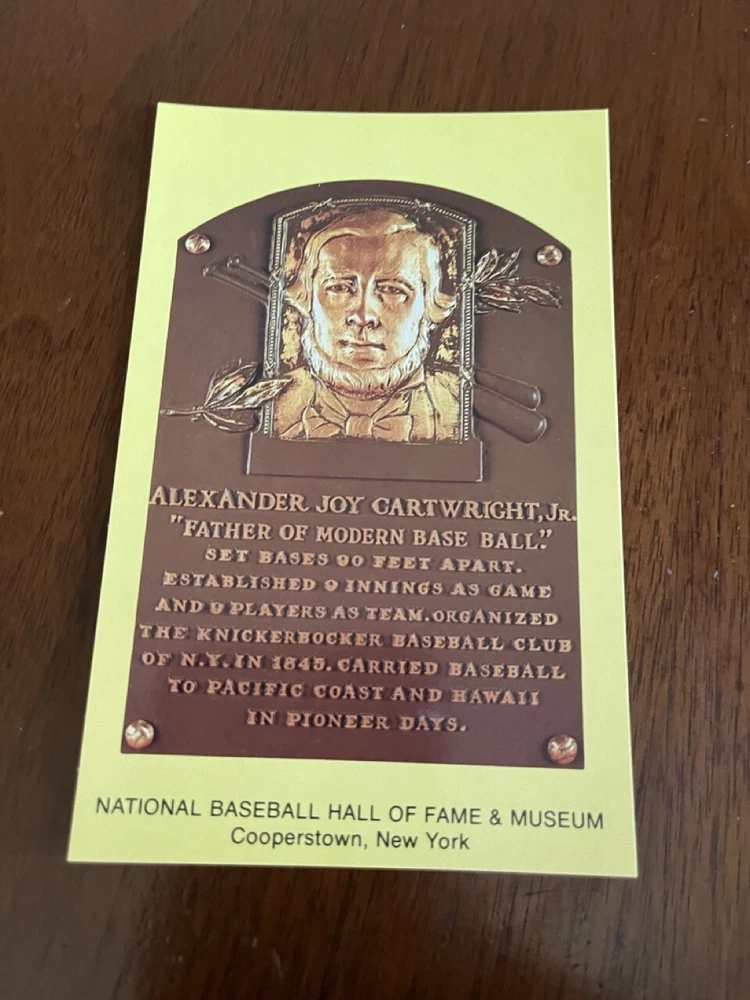 ALEXANDER JOY CARTWRIGHT, JR.
"FATHER OF MODERN BASE BALL."
SET BASES 90 FEET APART.
ESTABLISHED 9 INNINGS AS GAME
AND 9 PLAYERS AS TEAM. ORGANIZED
THE KNICKERBOCKER BASEBALL CLUB
OF N.Y. IN 1845. CARRIED BASEBALL
TO PACIFIC COAST AND HAWAII
IN PIONEER DAYS.
NATIONAL BASEBALL HALL OF FAME & MUSEUM
Cooperstown, New York